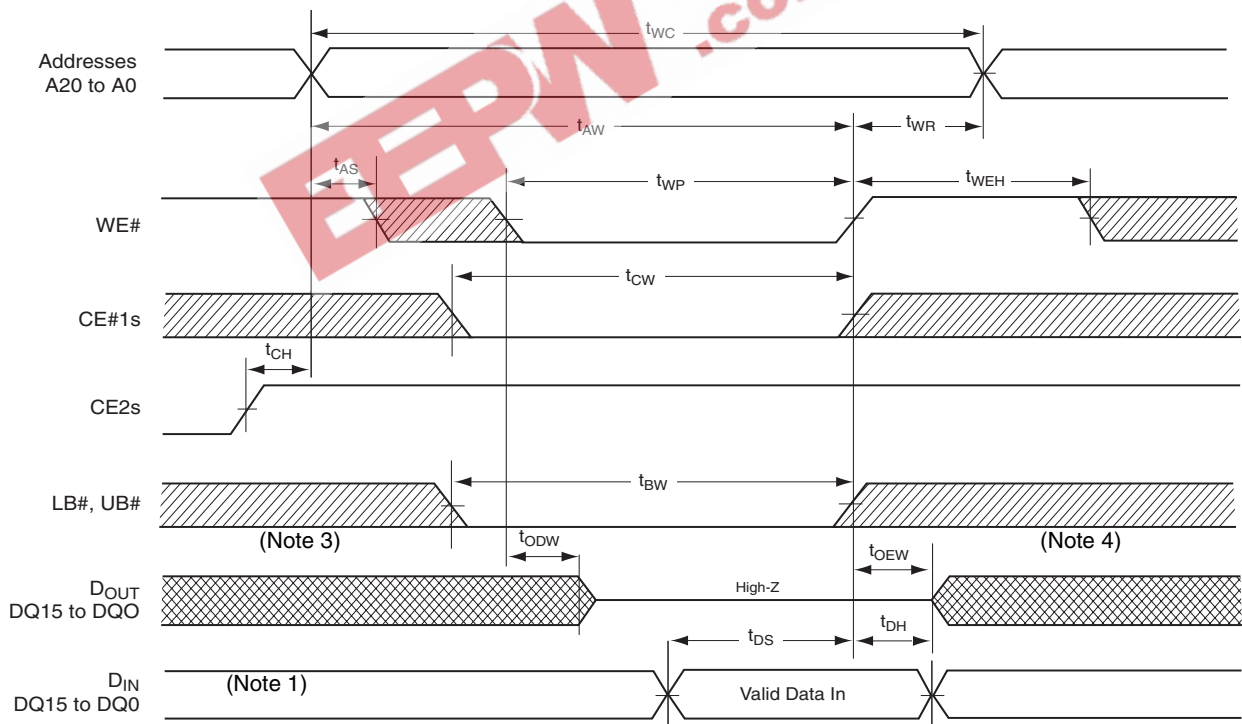 EEPW
.co
tWC
Addresses
A20 to A0
tAW
tWR
tAS
tWP
tWEH
WE#
tCW
CE#1s
tCH
CE2s
tBW
LB#, UB#
(Note 3)
tODW
tOEW
(Note 4)
DOUT
DQ15 to DQO
High-Z
tDS
tDH
DIN
DQ15 to DQ0
(Note 1)
Valid Data In